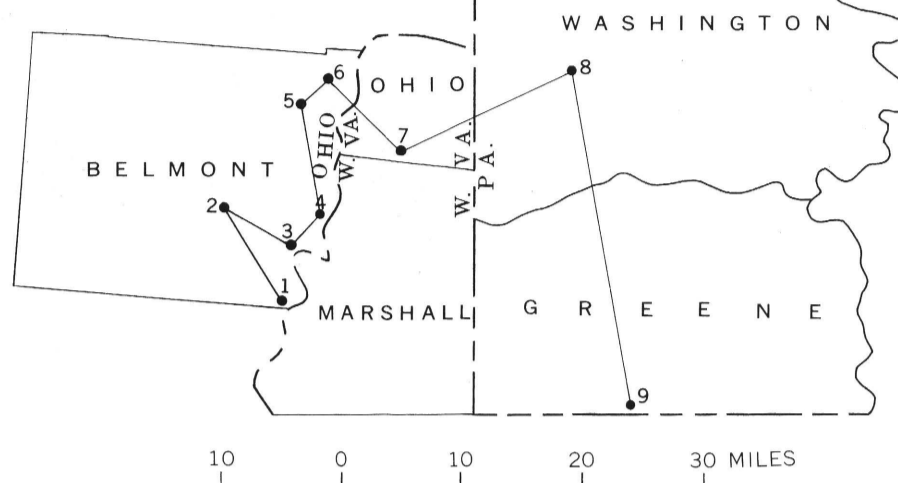 WASHINGTON
OHIO
6
8
5
7
OHIO
W. VA.
W. VA.
PA.
BELMONT
2
4
3
1
MARSHALL
GREENE
9
10 0 10 20 30 MILES